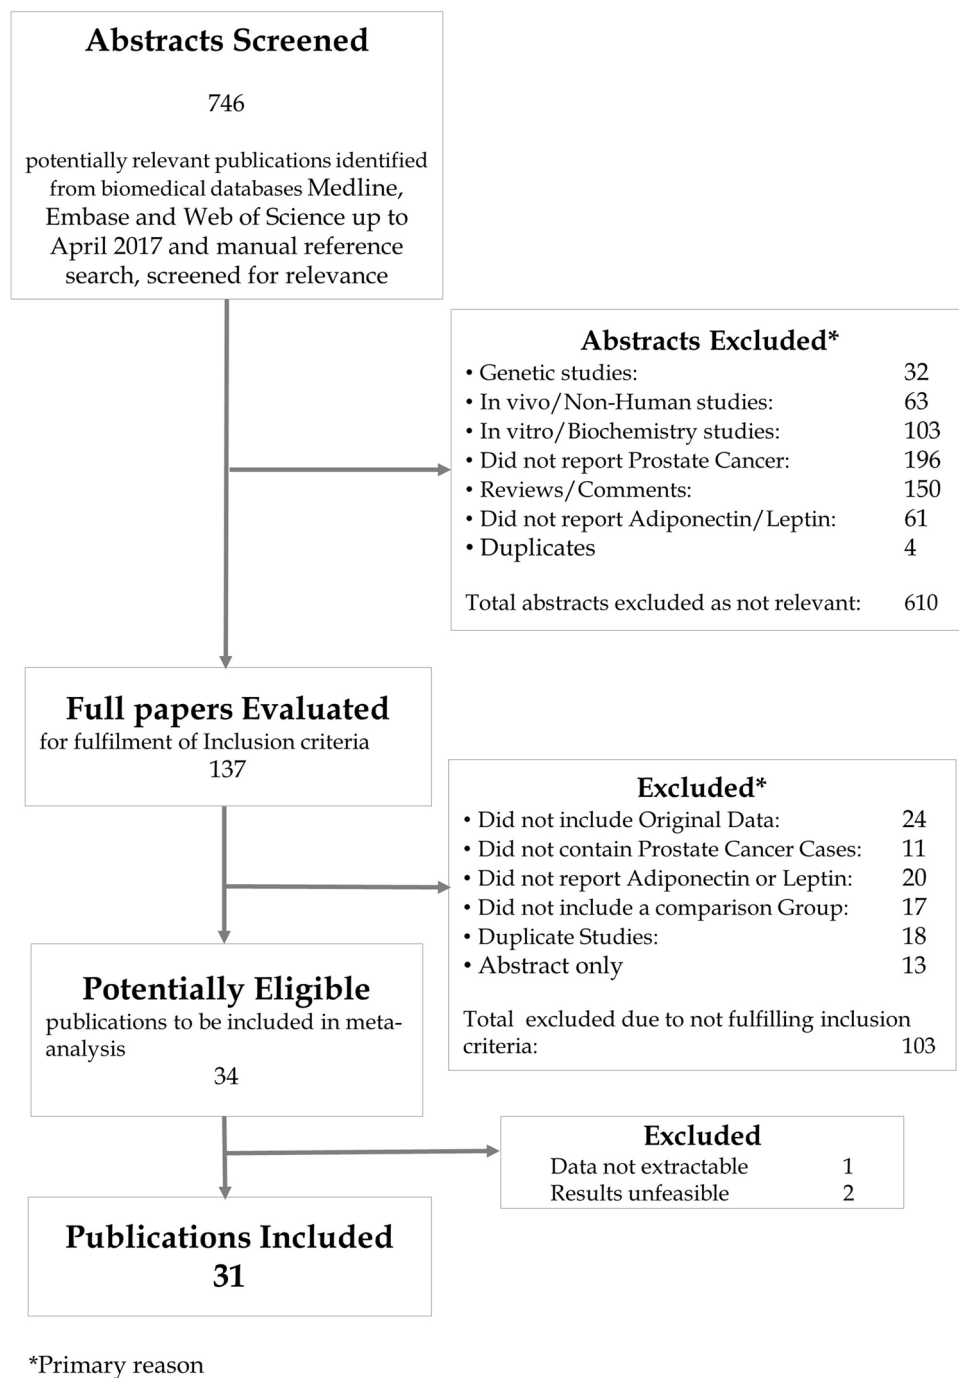 Abstracts Screened
746
potentially relevant publications identified
from biomedical databases Medline,
Embase and Web of Science up to
April 2017 and manual reference
search, screened for relevance
Abstracts Excluded*
• Genetic studies: 32
• In vivo/Non-Human studies: 63
• In vitro/Biochemistry studies: 103
• Did not report Prostate Cancer: 196
• Reviews/Comments: 150
• Did not report Adiponectin/Leptin: 61
• Duplicates 4
Total abstracts excluded as not relevant: 610
Full papers Evaluated
for fulfilment of Inclusion criteria
137
Excluded*
• Did not include Original Data: 24
• Did not contain Prostate Cancer Cases: 11
• Did not report Adiponectin or Leptin: 20
• Did not include a comparison Group: 17
• Duplicate Studies: 18
• Abstract only 13
Total excluded due to not fulfilling inclusion
criteria: 103
Potentially Eligible
publications to be included in meta-
analysis
34
Excluded
Data not extractable 1
Results unfeasible 2
Publications Included
31
*Primary reason